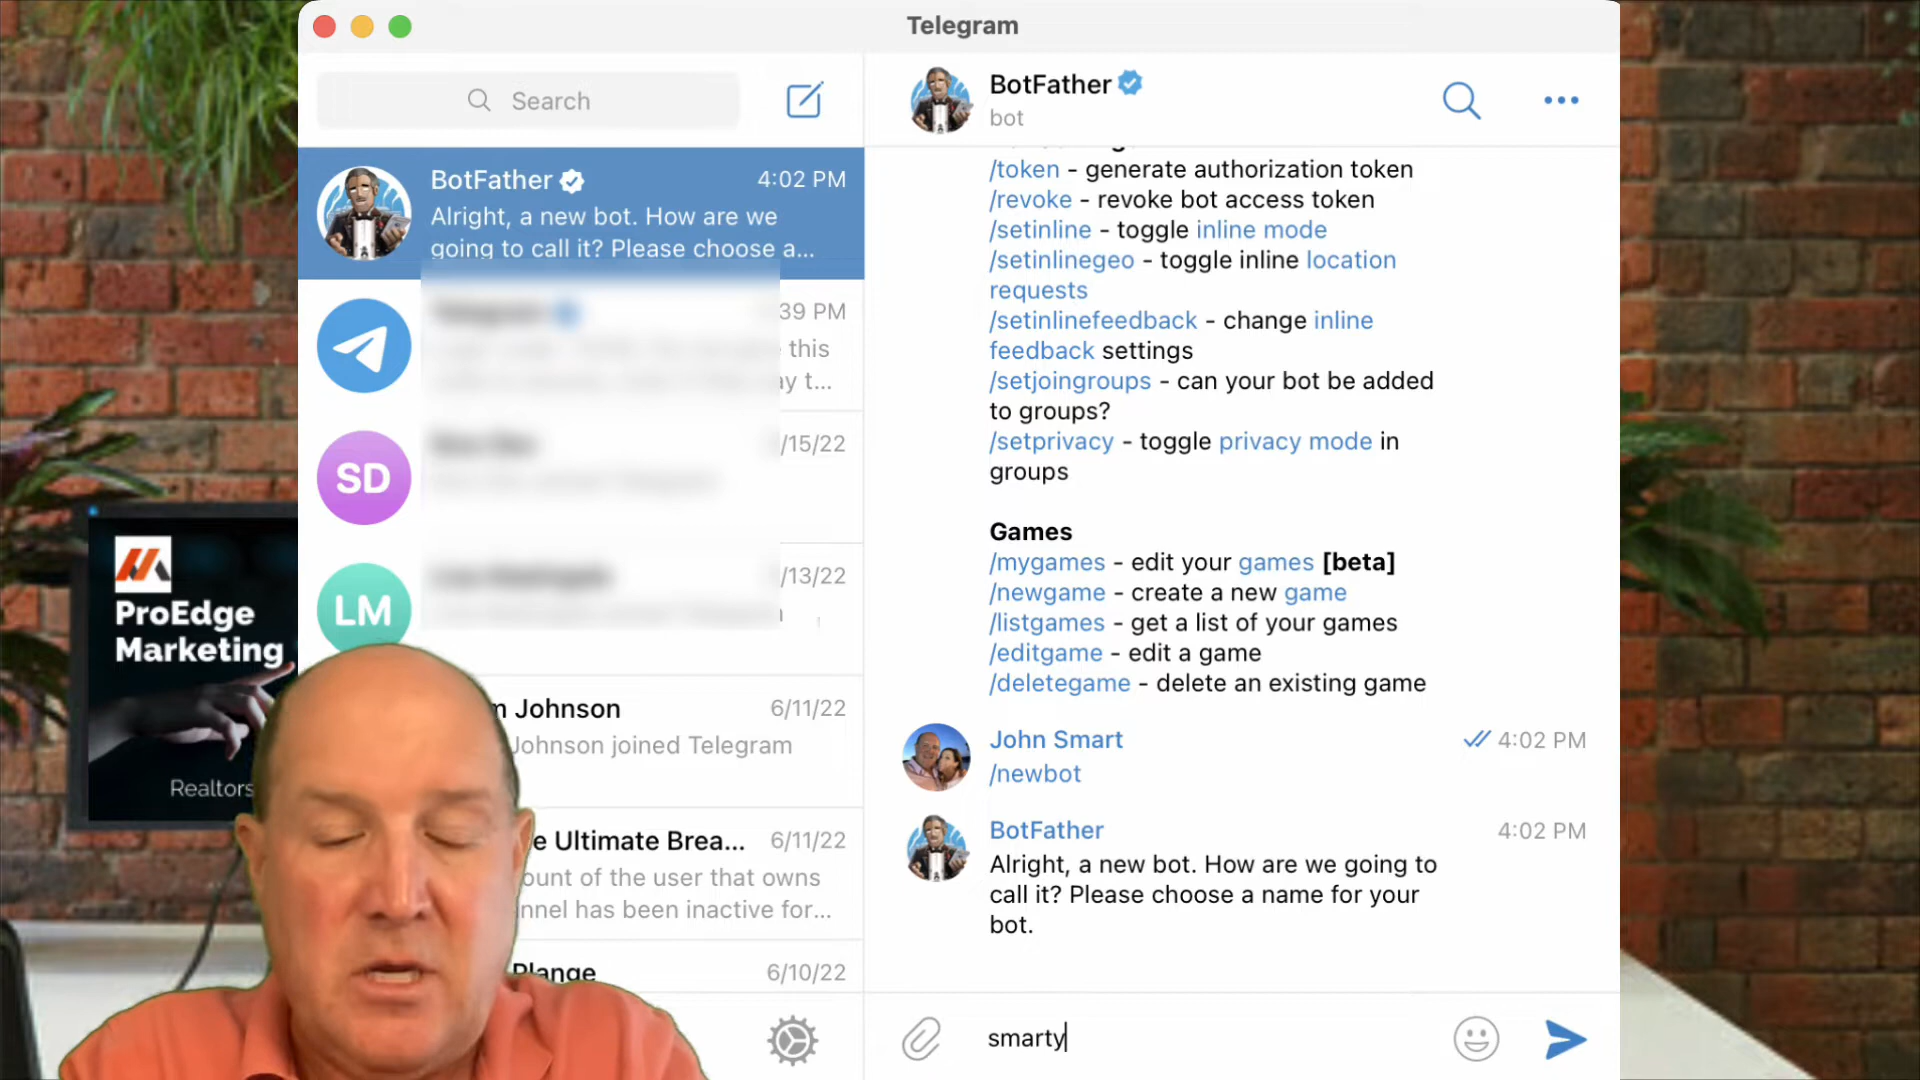 Telegram
Search
BotFather
bot
BotFather
4:02 PM
Alright, a new bot. How are we
going to call it? Please choose a...
39 PM
this
/15/22
SD
/13/22
LM
Johnson
6/11/22
Johnson joined Telegram
e Ultimate Brea...
6/11/22
ount of the user that owns
nnel has been inactive for...
Plange
6/10/22
/token - generate authorization token
/revoke - revoke bot access token
/setinline - toggle inline mode
/setinlinegeo - toggle inline location
requests
/setinlinefeedback - change inline
feedback settings
/setjoingroups - can your bot be added
to groups?
/setprivacy - toggle privacy mode in
groups
Games
/mygames - edit your games [beta]
/newgame - create a new game
/listgames - get a list of your games
/editgame - edit a game
/deletegame - delete an existing game
John Smart
4:02 PM
/newbot
BotFather
4:02 PM
Alright, a new bot. How are we going to
call it? Please choose a name for your
bot.
smarty
ProEdge
Marketing
Realtors